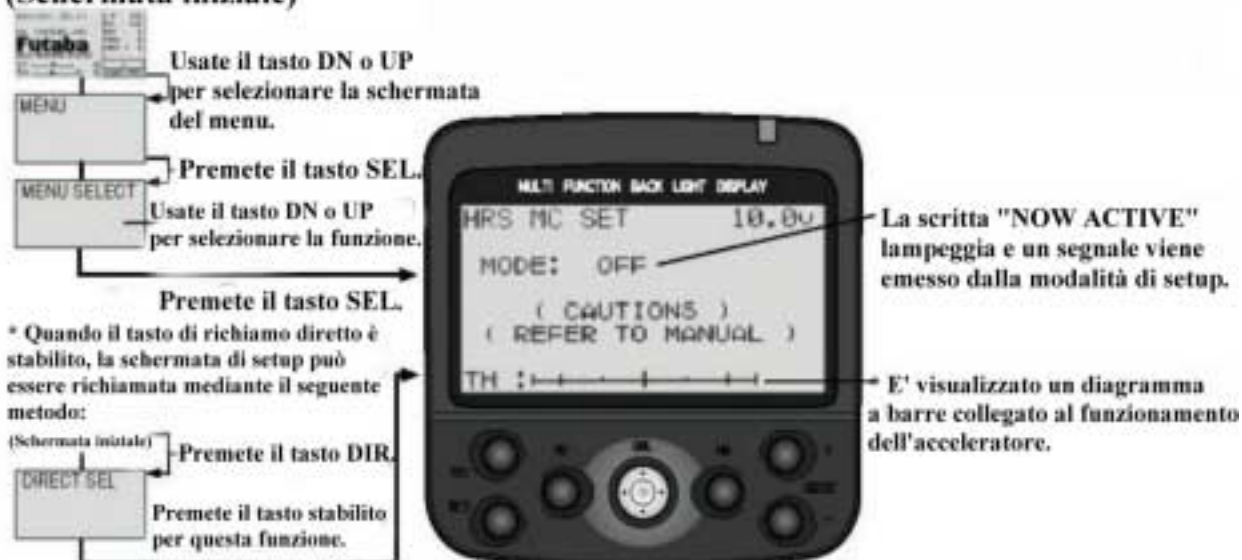 (Schermata iniziale)
Futaba
Usate il tasto DN o UP
per selezionare la schermata
del menu.
MENU
Premete il tasto SEL.
MENU SELECT
Usate il tasto DN o UP
per selezionare la funzione.
Premete il tasto SEL.
* Quando il tasto di richiamo diretto è
stabilito, la schermata di setup può
essere richiamata mediante il seguente
metodo:
(Schermata iniziale)
Premete il tasto DIR.
DIRECT SEL
Premete il tasto stabilito
per questa funzione.
MULTI FUNCTION BACK LIGHT DISPLAY
HRS MC SET 10.0v
MODE: OFF
( CAUTIONS )
( REFER TO MANUAL )
TH :
La scritta "NOW ACTIVE"
lampeggia e un segnale viene
emesso dalla modalità di setup.
E' visualizzato un diagramma
a barre collegato al funzionamento
dell'acceleratore.